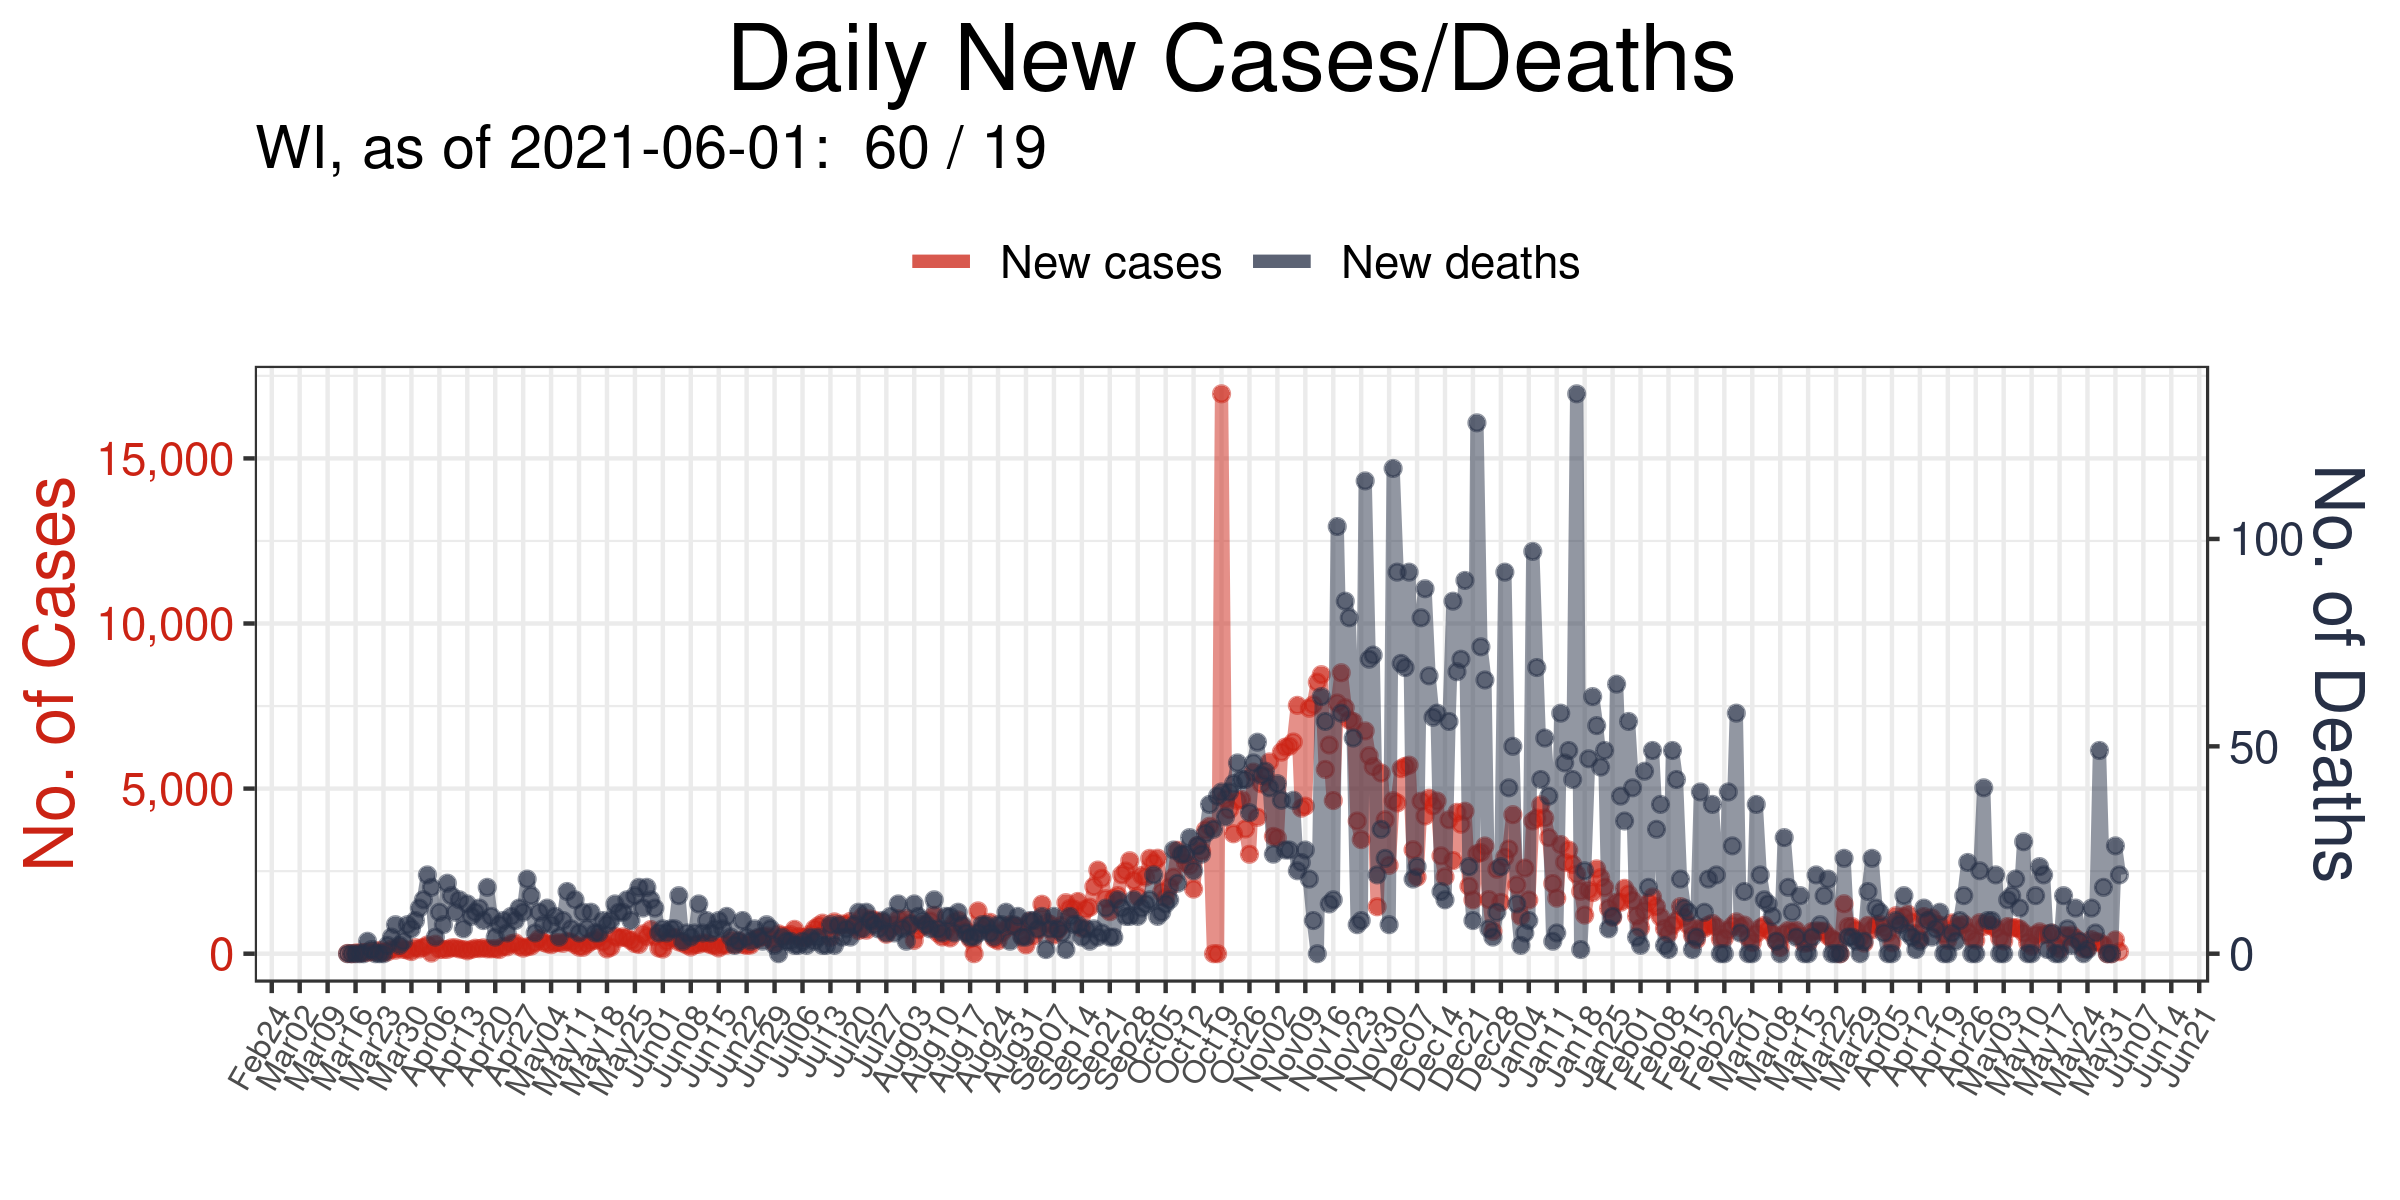 Daily New Cases/Deaths
WI, as of 2021-06-01:  60 / 19
New cases
New deaths
No. of Cases
15,000
10,000
5,000
0
No. of Deaths
100
50
0
Feb24
Mar02
Mar09
Mar16
Mar23
Mar30
Apr06
Apr13
Apr20
Apr27
May04
May11
May18
May25
Jun01
Jun08
Jun15
Jun22
Jun29
Jul06
Jul13
Jul20
Jul27
Aug03
Aug10
Aug17
Aug24
Aug31
Sep07
Sep14
Sep21
Sep28
Oct05
Oct12
Oct19
Oct26
Nov02
Nov09
Nov16
Nov23
Nov30
Dec07
Dec14
Dec21
Dec28
Jan04
Jan11
Jan18
Jan25
Feb01
Feb08
Feb15
Feb22
Mar01
Mar08
Mar15
Mar22
Mar29
Apr05
Apr12
Apr19
Apr26
May03
May10
May17
May24
May31
Jun07
Jun14
Jun21